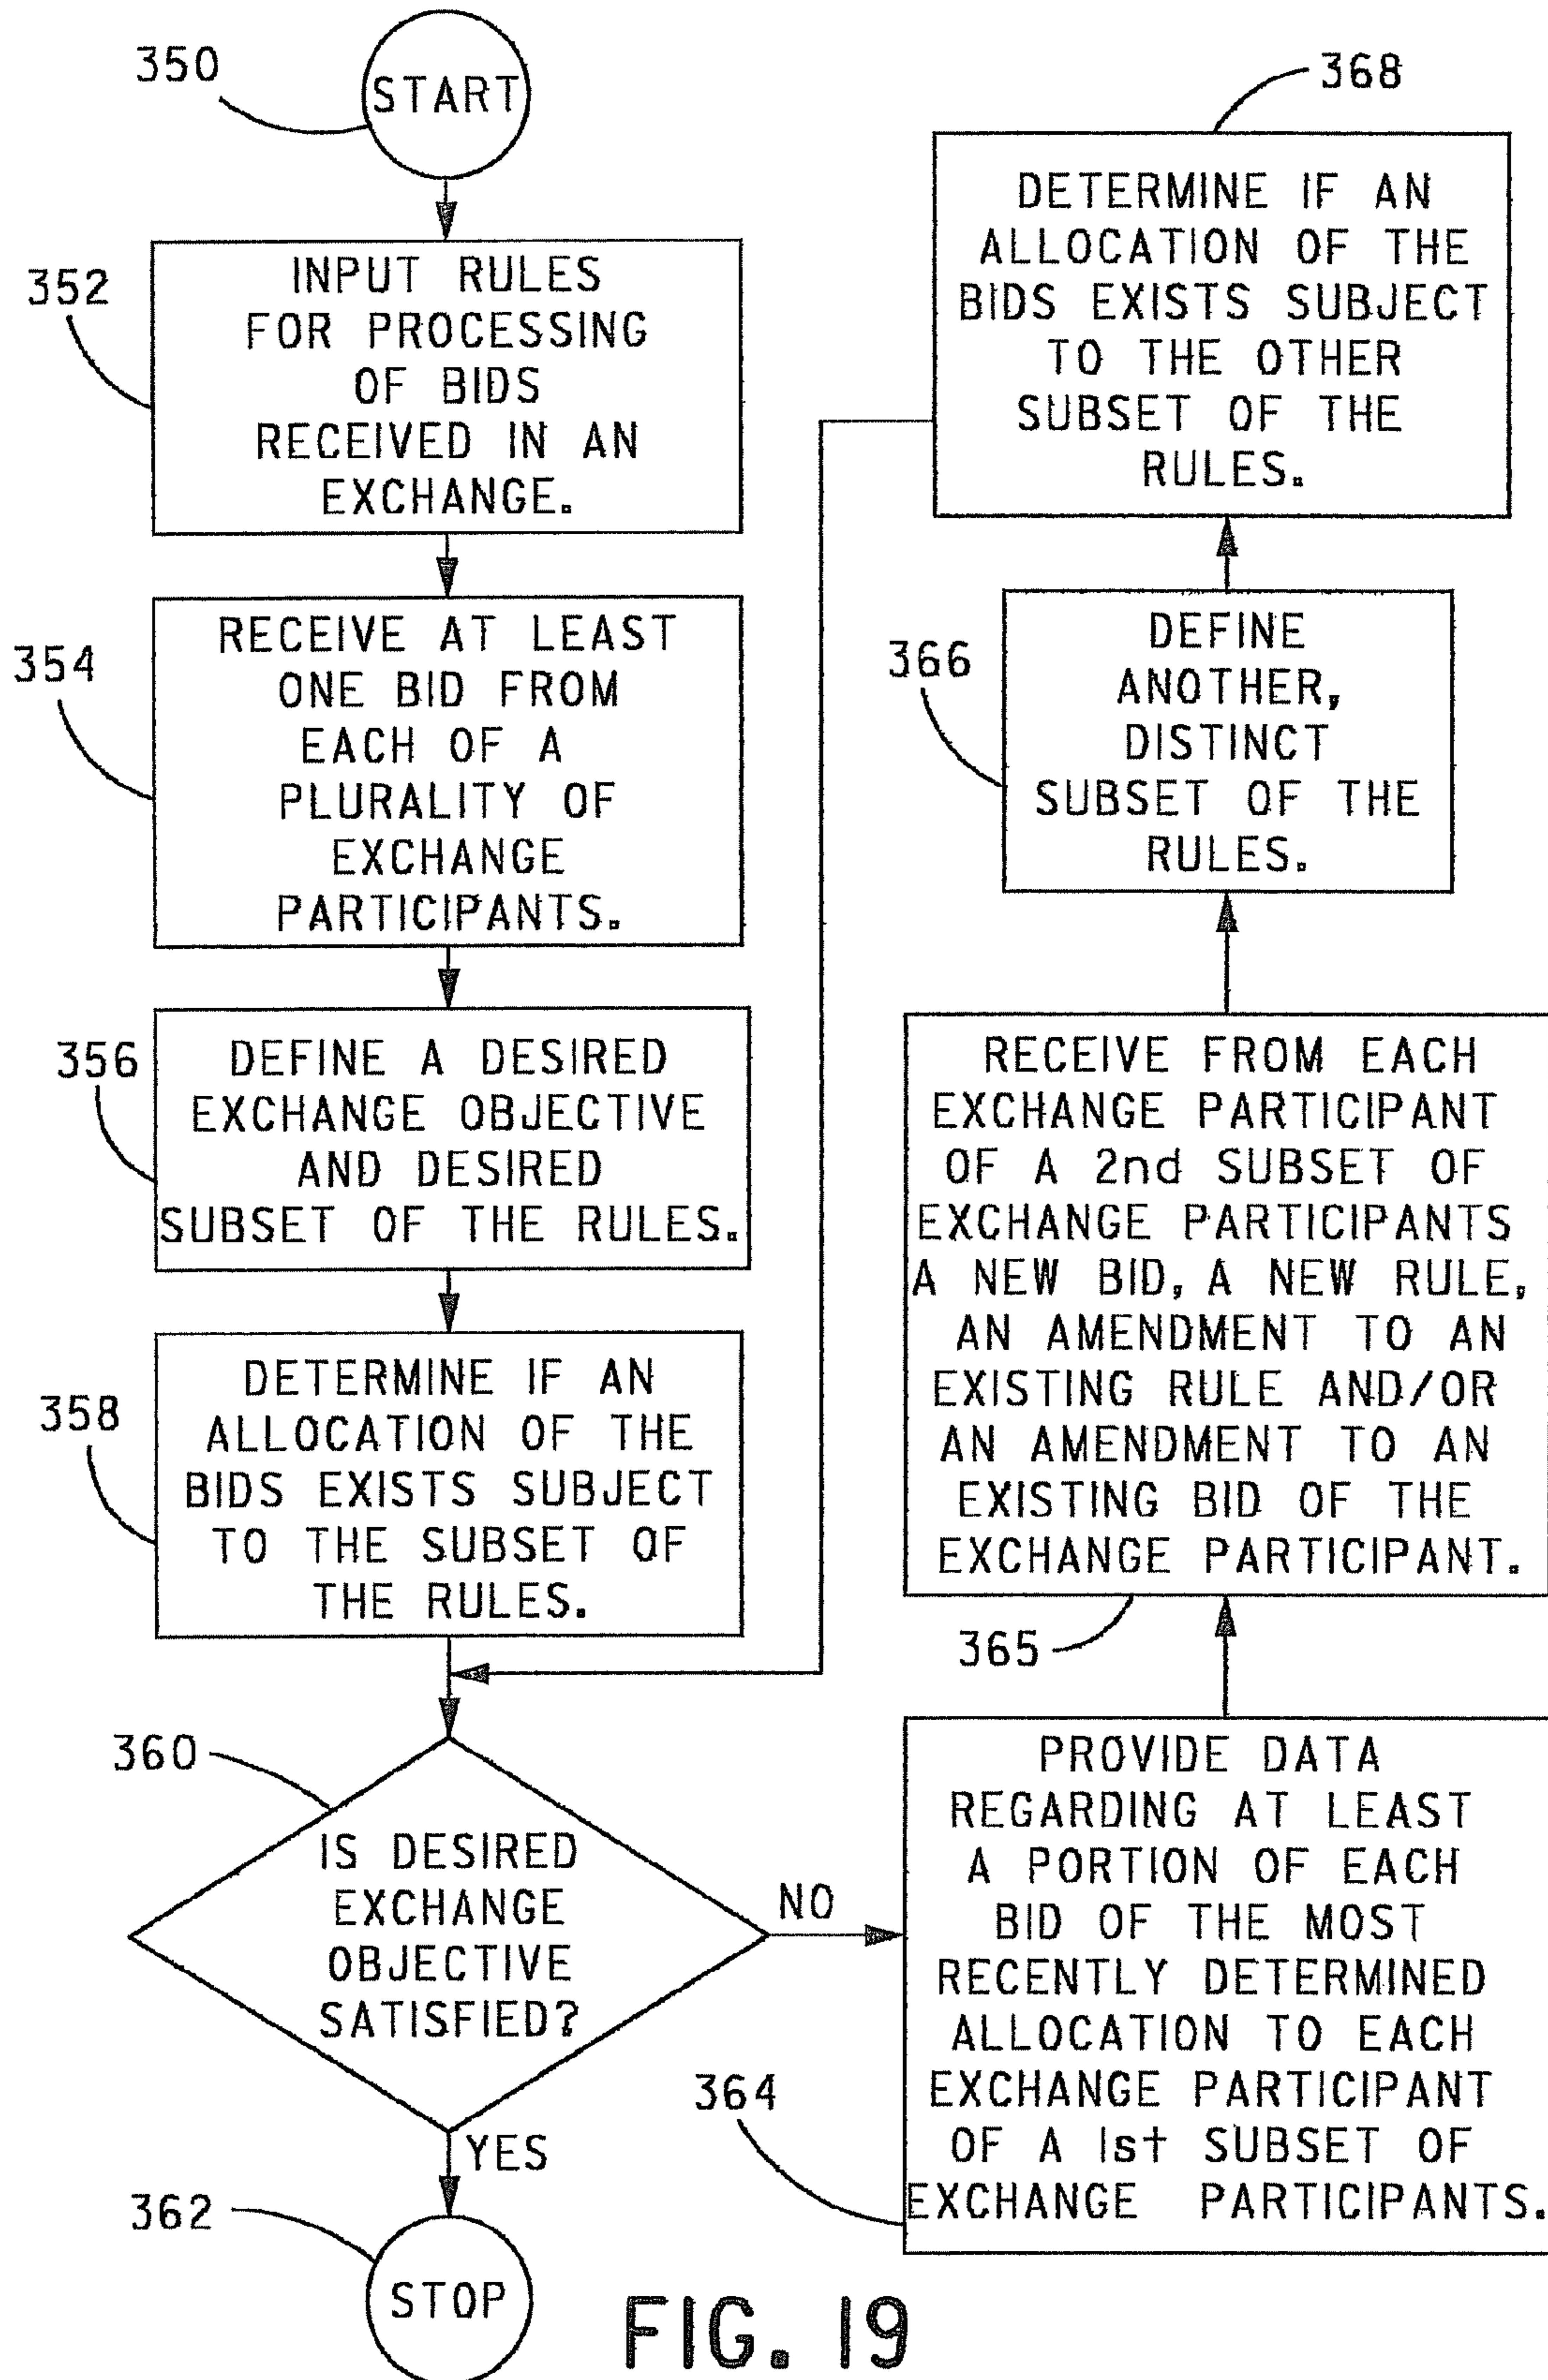 350
START
352
INPUT RULES
FOR PROCESSING
OF BIDS
RECEIVED IN AN
EXCHANGE.
354
RECEIVE AT LEAST
ONE BID FROM
EACH OF A
PLURALITY OF
EXCHANGE
PARTICIPANTS.
356
DEFINE A DESIRED
EXCHANGE OBJECTIVE
AND DESIRED
SUBSET OF THE RULES.
358
DETERMINE IF AN
ALLOCATION OF THE
BIDS EXISTS SUBJECT
TO THE SUBSET OF
THE RULES.
360
IS DESIRED
EXCHANGE
OBJECTIVE
SATISFIED?
NO
YES
362
STOP
364
PROVIDE DATA
REGARDING AT LEAST
A PORTION OF EACH
BID OF THE MOST
RECENTLY DETERMINED
ALLOCATION TO EACH
EXCHANGE PARTICIPANT
OF A 1st SUBSET OF
EXCHANGE PARTICIPANTS.
365
RECEIVE FROM EACH
EXCHANGE PARTICIPANT
OF A 2nd SUBSET OF
EXCHANGE PARTICIPANTS
A NEW BID, A NEW RULE,
AN AMENDMENT TO AN
EXISTING RULE AND/OR
AN AMENDMENT TO AN
EXISTING BID OF THE
EXCHANGE PARTICIPANT.
366
DEFINE
ANOTHER,
DISTINCT
SUBSET OF THE
RULES.
368
DETERMINE IF AN
ALLOCATION OF THE
BIDS EXISTS SUBJECT
TO THE OTHER
SUBSET OF THE
RULES.
FIG. 19